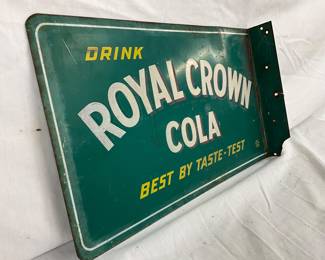 DRINK
ROYAL CROWN
COLA
BEST BY TASTE-TEST